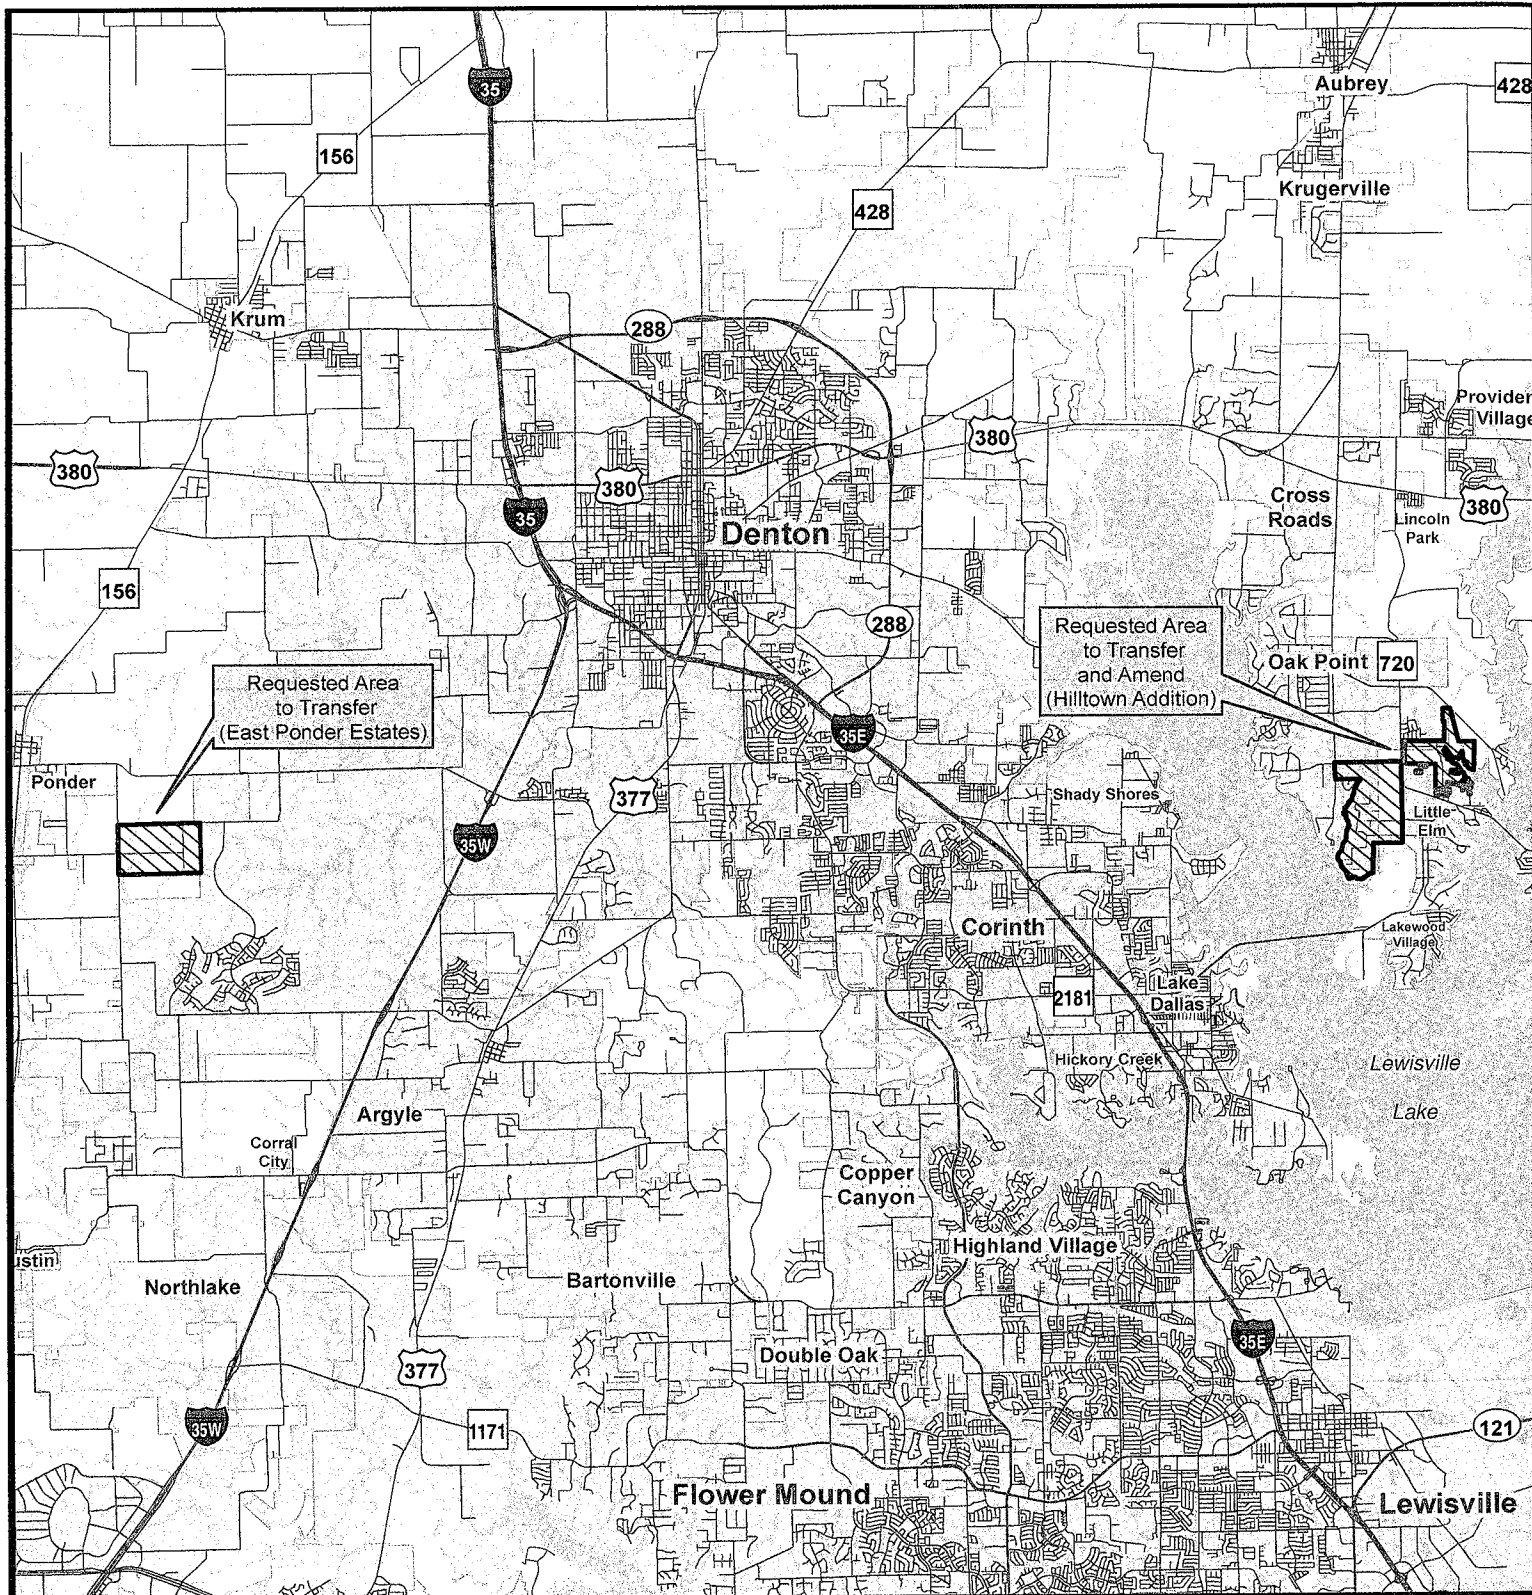 35
Aubrey
428
156
Krugerville
428
Krum
288
Providen
Village
380
380
380
35
Cross
Roads
380
Lincoln
Park
Denton
156
288
Requested Area
to Transfer
and Amend
(Hilltown Addition)
Oak Point
720
Requested Area
to Transfer
(East Ponder Estates)
35E
Ponder
377
Shady Shores
35W
Little
Elm
Corinth
Lakewood
Village
2181
Lake
Dallas
Hickory Creek
Lewisville
Lake
Argyle
Corral
City
Copper
Canyon
Highland Village
ustin
Northlake
Bartonville
35E
Double Oak
377
35W
1171
121
Flower Mound
Lewisville